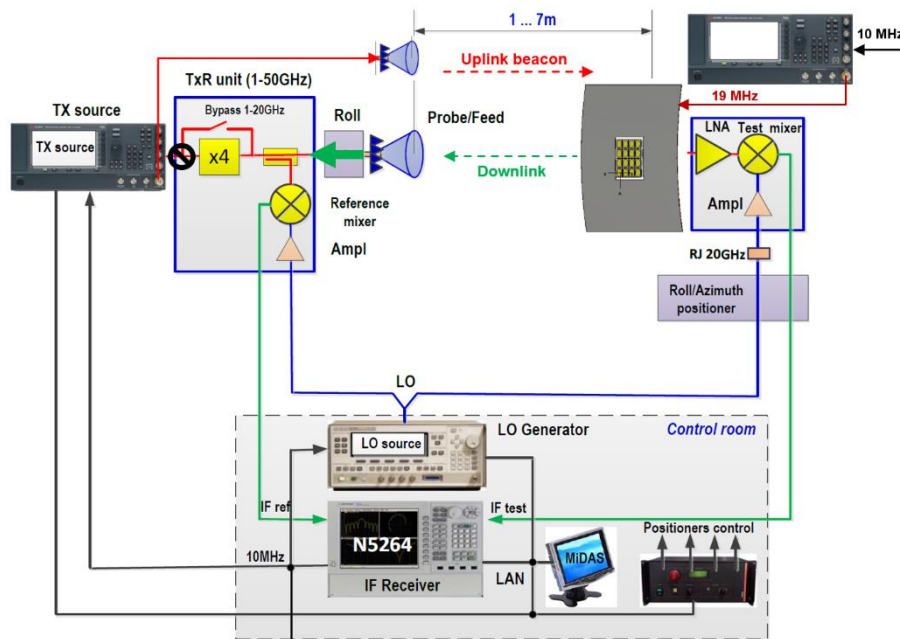 1 ... 7m
10 MHz
Uplink beacon
TxR unit (1-50GHz)
19 MHz
TX source
Bypass 1-20GHz
Roll
Probe/Feed
LNA
Test mixer
TX source
x4
Downlink
Reference
mixer
Ampl
Ampl
RJ 20GHz
Roll/Azimuth
positioner
LO
LO Generator
Control room
LO source
IF ref
IF test
Positioners control
N5264
MiDAS
10MHz
LAN
IF Receiver